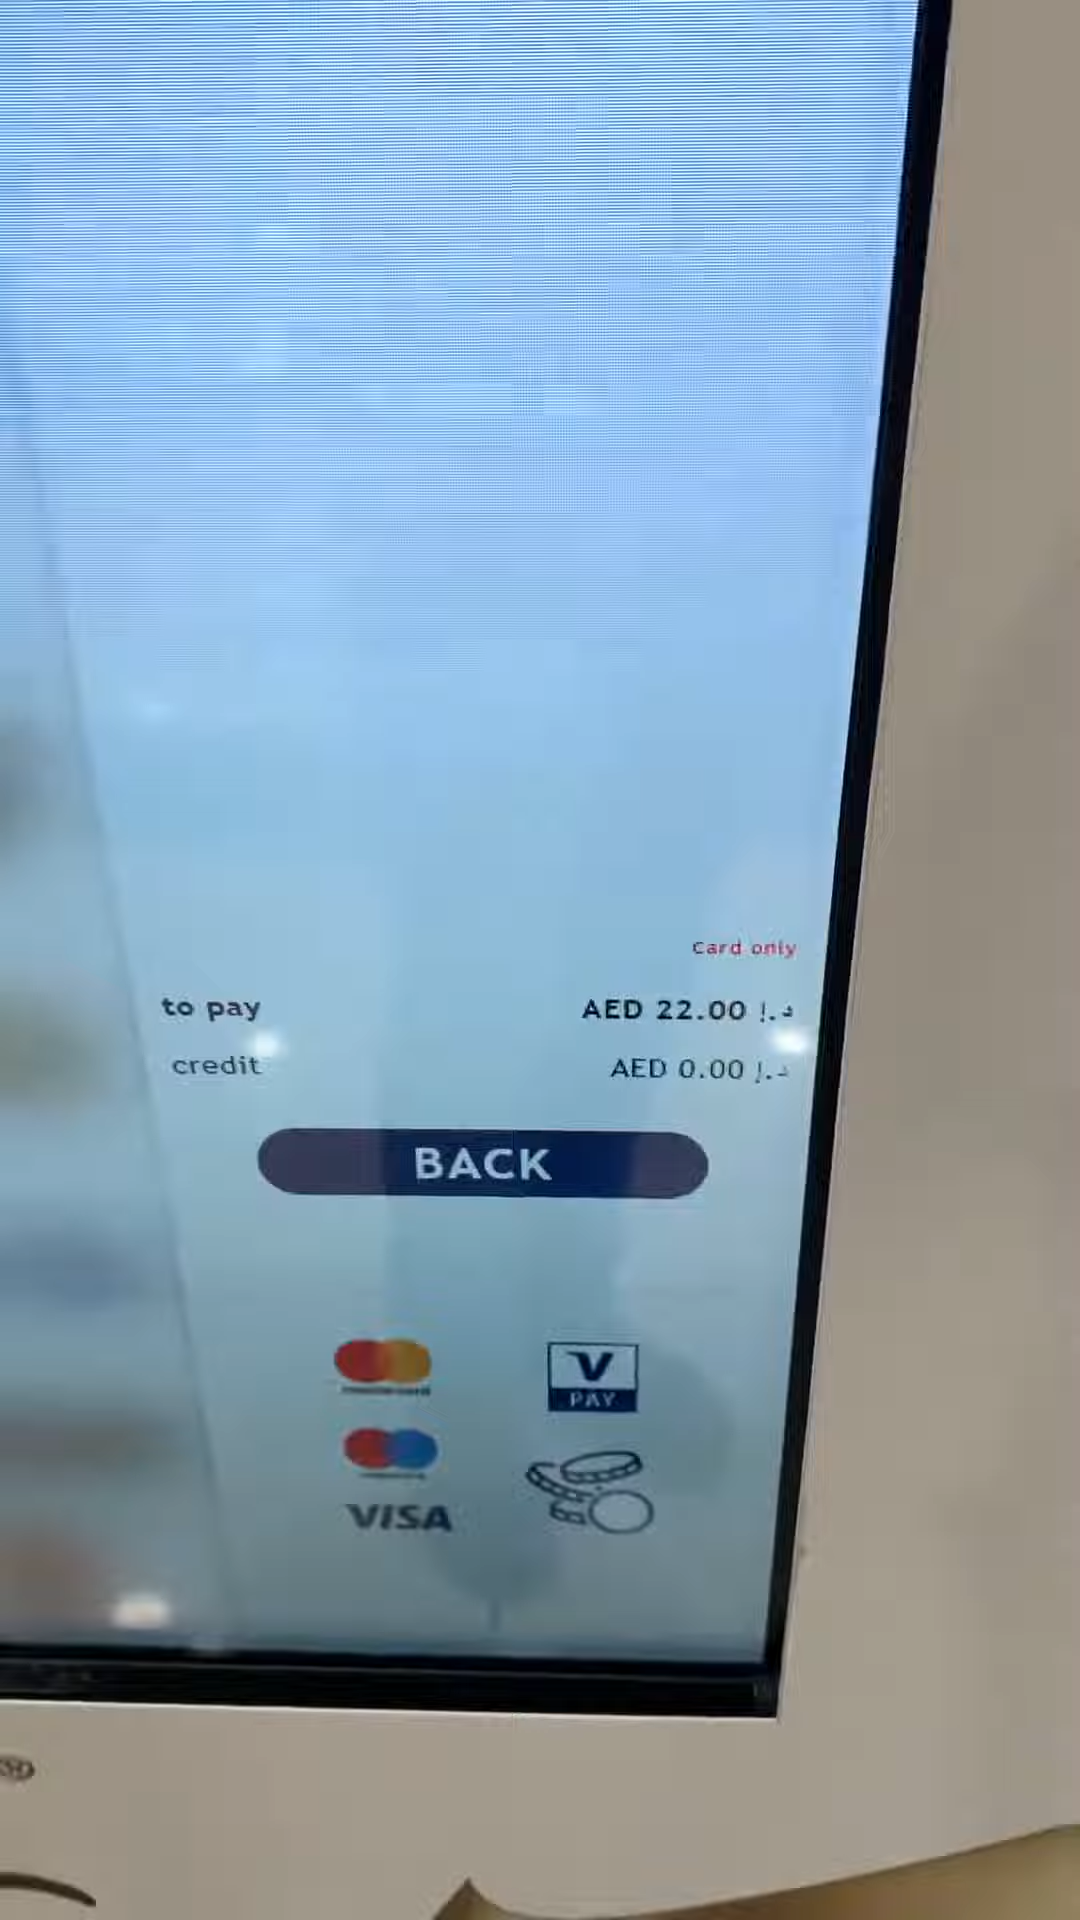 Card only
to pay AED 22.00 د.إ
credit AED 0.00 د.إ
BACK
mastercard
V
PAY
VISA